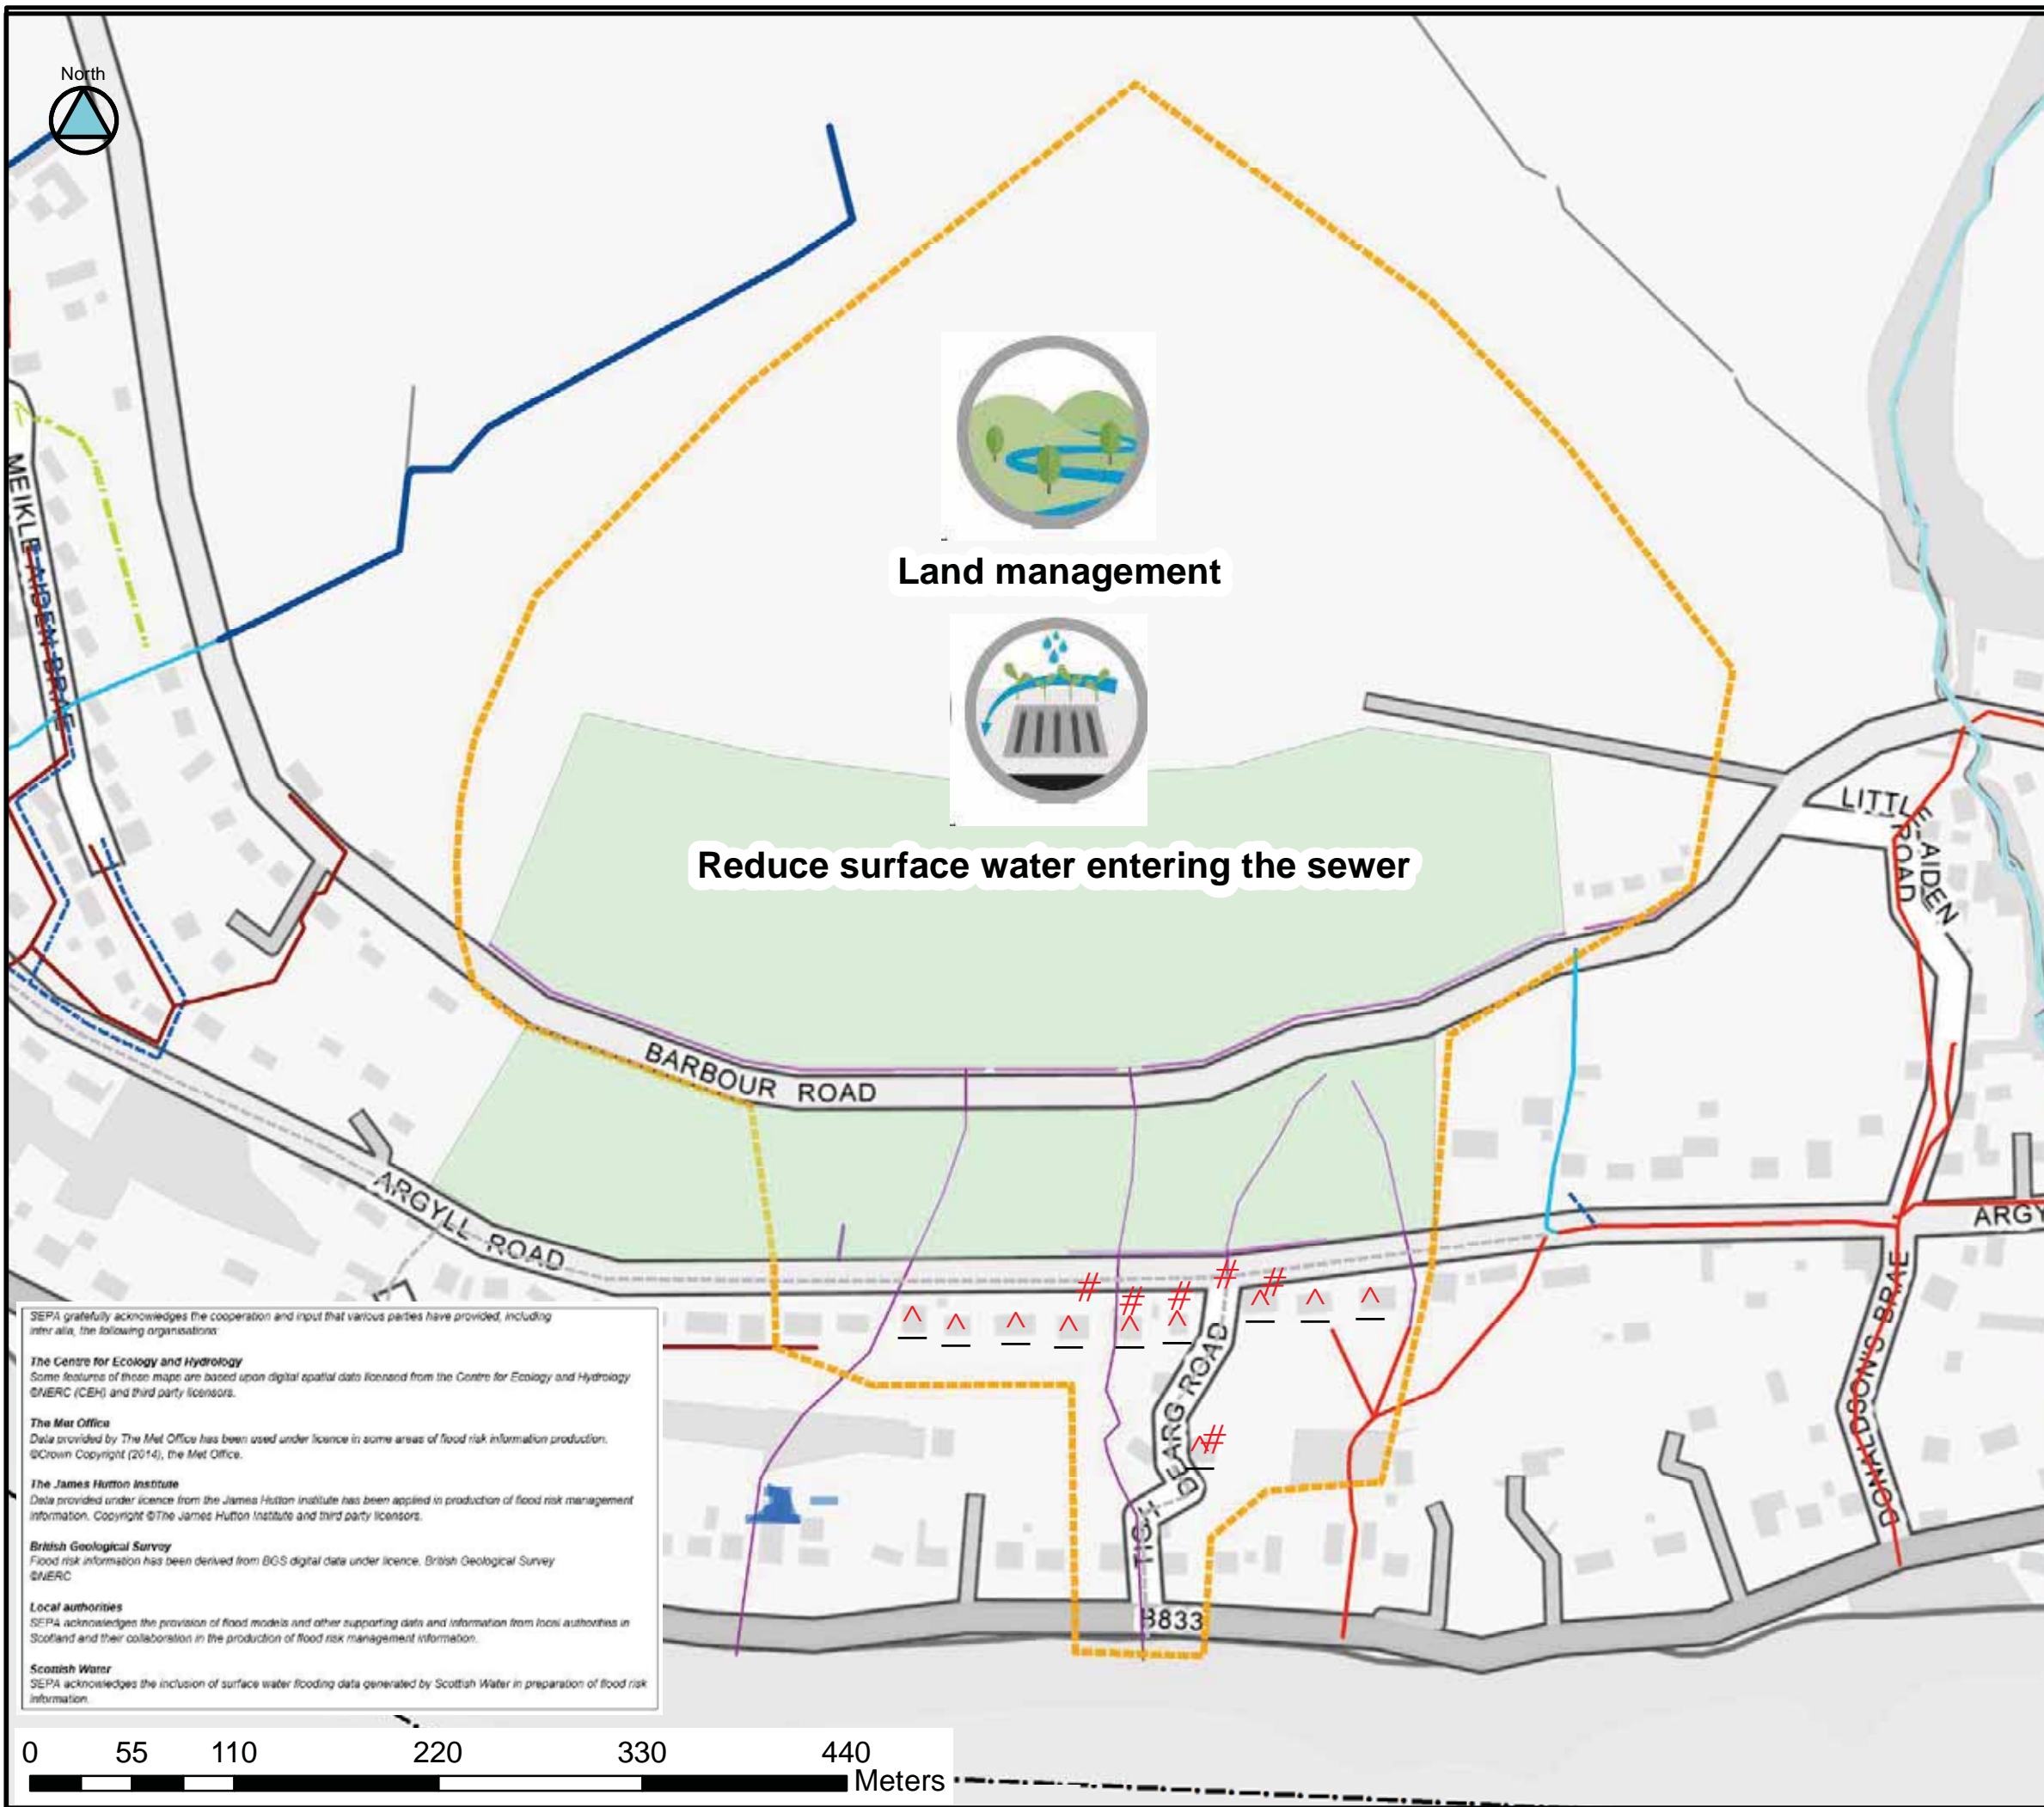 North
Land management
Reduce surface water entering the sewer
MEIKLE AIDEN BRAE
LITTLE AIDEN
ROAD
BARBOUR ROAD
ARGYLL ROAD
ARGY
DONALDSON'S BRAE
TIGH DEARG ROAD
B833
SEPA gratefully acknowledges the cooperation and input that various parties have provided, including
inter alia, the following organisations:
The Centre for Ecology and Hydrology
Some features of these maps are based upon digital spatial data licensed from the Centre for Ecology and Hydrology
©NERC (CEH) and third party licensors.
The Met Office
Data provided by The Met Office has been used under licence in some areas of flood risk information production.
©Crown Copyright (2014), the Met Office.
The James Hutton Institute
Data provided under licence from the James Hutton Institute has been applied in production of flood risk management
information. Copyright ©The James Hutton Institute and third party licensors.
British Geological Survey
Flood risk information has been derived from BGS digital data under licence. British Geological Survey
©NERC
Local authorities
SEPA acknowledges the provision of flood models and other supporting data and information from local authorities in
Scotland and their collaboration in the production of flood risk management information.
Scottish Water
SEPA acknowledges the inclusion of surface water flooding data generated by Scottish Water in preparation of flood risk
information.
0 55 110 220 330 440
Meters